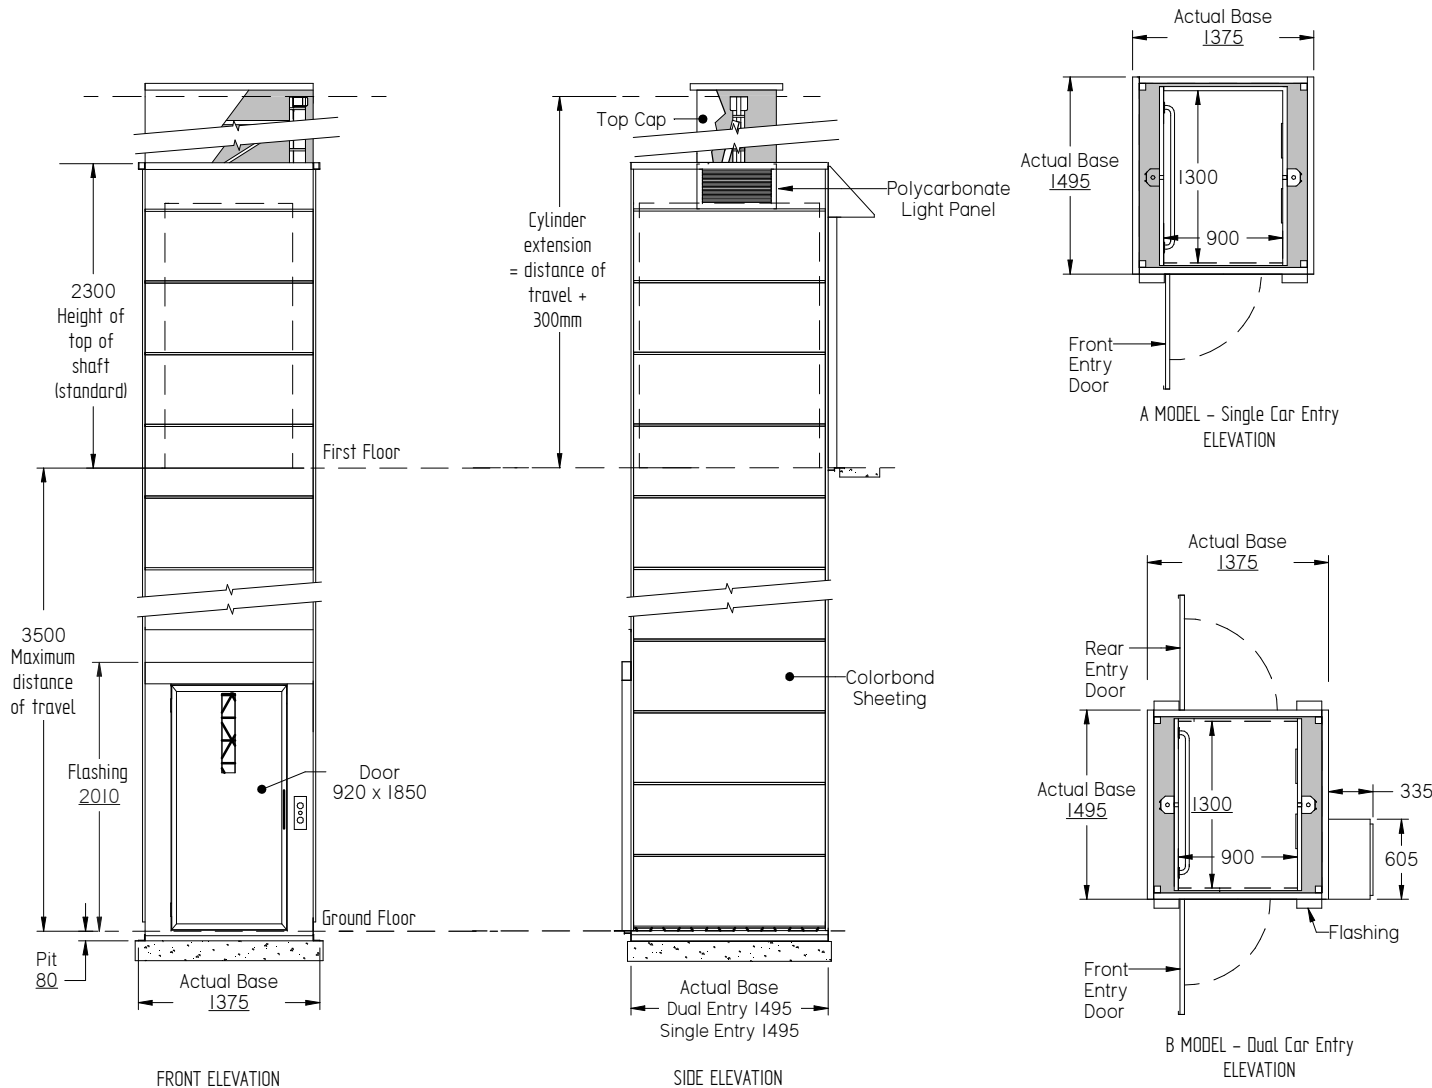 Top Cap
Polycarbonate
Light Panel
Cylinder
extension
= distance of
travel +
300mm
2300
Height of
top of
shaft
(standard)
First Floor
3500
Maximum
distance
of travel
Flashing
2010
Door
920 x 1850
Colorbond
Sheeting
Ground Floor
Pit
80
Actual Base
1375
Actual Base
Dual Entry 1495
Single Entry 1495
FRONT ELEVATION
SIDE ELEVATION
Actual Base
1375
Actual Base
1495
1300
900
Front
Entry
Door
A MODEL - Single Car Entry
ELEVATION
Actual Base
1375
Rear
Entry
Door
Actual Base
1495
1300
900
335
605
Flashing
Front
Entry
Door
B MODEL - Dual Car Entry
ELEVATION